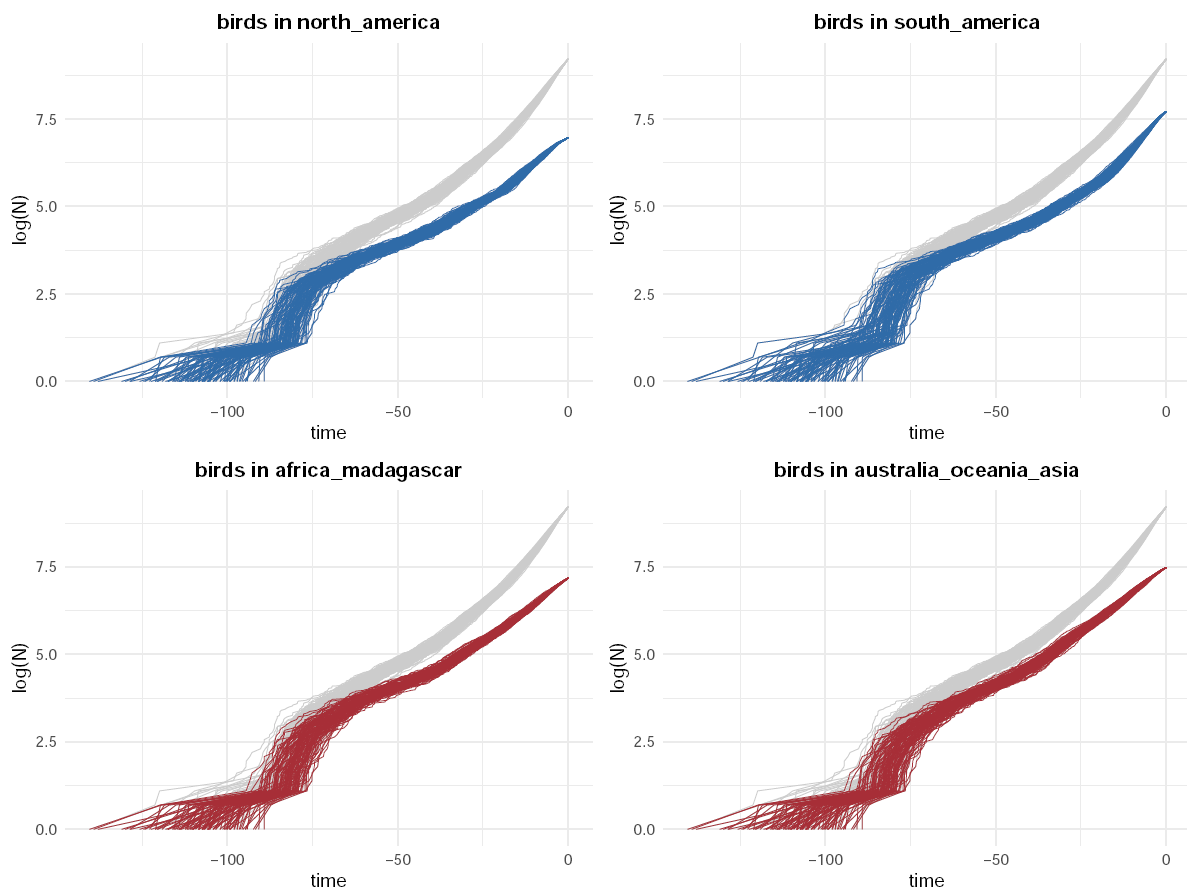 birds in north_america
birds in south_america
log(N)
7.5
5.0
2.5
0.0
−100
−50
0
time
log(N)
7.5
5.0
2.5
0.0
−100
−50
0
time
birds in africa_madagascar
birds in australia_oceania_asia
log(N)
7.5
5.0
2.5
0.0
−100
−50
0
time
log(N)
7.5
5.0
2.5
0.0
−100
−50
0
time